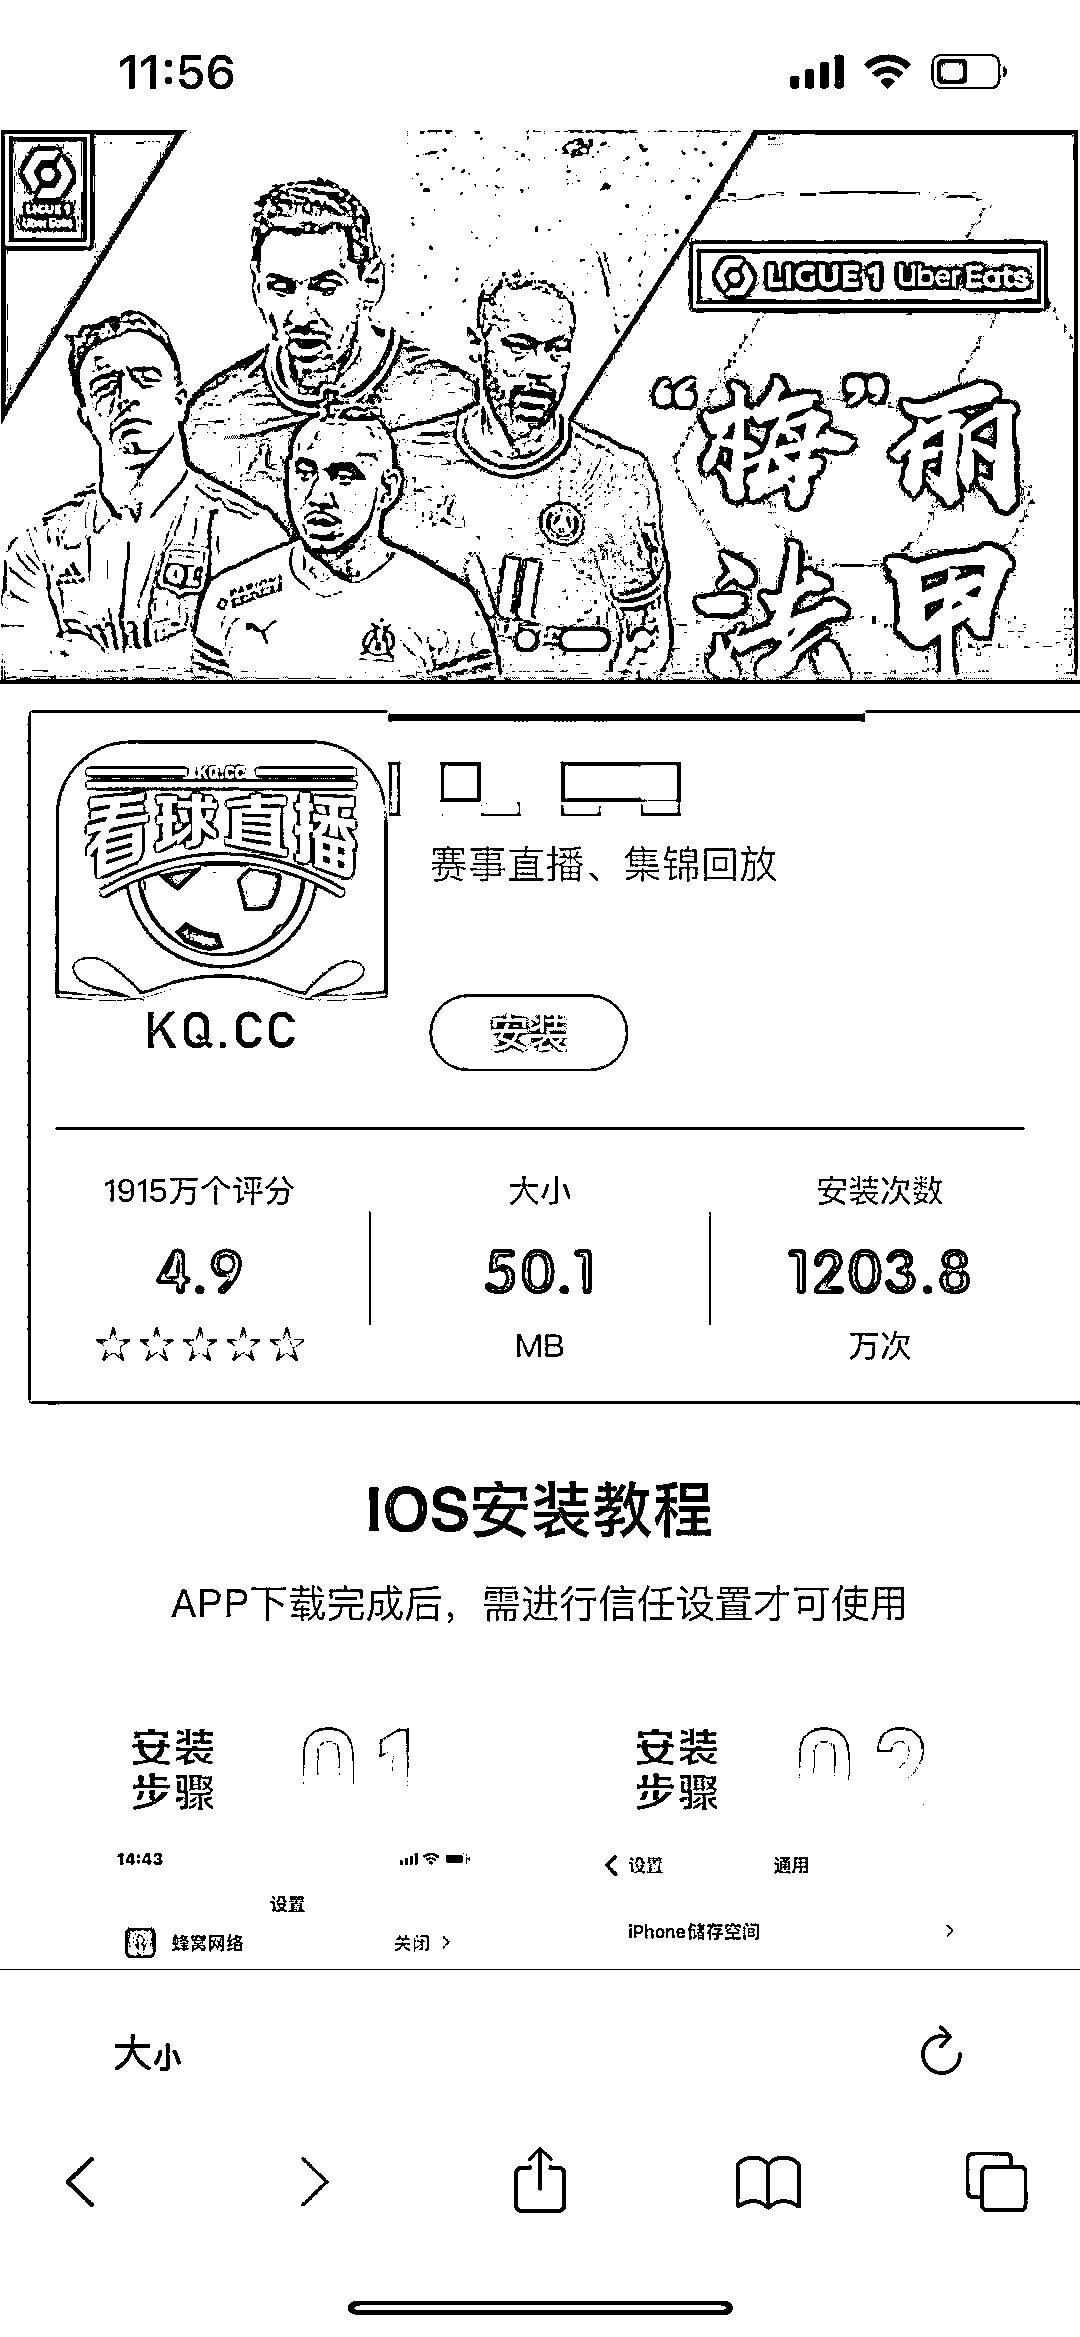 11:56
LIGUE 1
Uber Eats
LIGUE 1 Uber Eats
“梅”丽
法甲
OL
KQ.CC
看球直播
赛事直播、集锦回放
KQ.CC
安装
1915万个评分
大小
安装次数
4.9
50.1
1203.8
MB
万次
IOS安装教程
APP下载完成后，需进行信任设置才可使用
安装
步骤
01
安装
步骤
02
14:43
设置
通用
设置
iPhone储存空间
蜂窝网络
关闭
大小